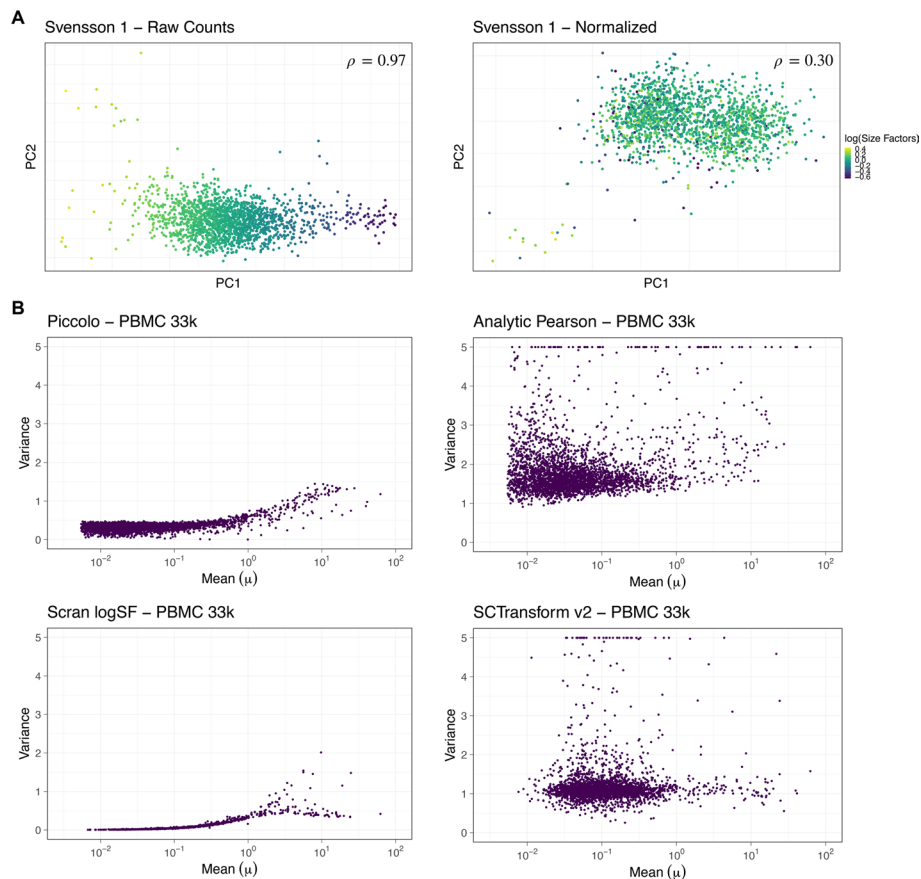 A
Svensson 1 – Raw Counts
ρ = 0.97
PC2
PC1
Svensson 1 – Normalized
ρ = 0.30
PC2
PC1
log(Size Factors)
0.4
0.2
0.0
−0.2
−0.4
−0.6
B
Piccolo – PBMC 33k
5
4
3
2
1
0
Variance
10⁻² 10⁻¹ 10⁰ 10¹ 10²
Mean (μ)
Analytic Pearson – PBMC 33k
5
4
3
2
1
0
Variance
10⁻² 10⁻¹ 10⁰ 10¹ 10²
Mean (μ)
Scran logSF – PBMC 33k
5
4
3
2
1
0
Variance
10⁻² 10⁻¹ 10⁰ 10¹ 10²
Mean (μ)
SCTransform v2 – PBMC 33k
5
4
3
2
1
0
Variance
10⁻² 10⁻¹ 10⁰ 10¹ 10²
Mean (μ)